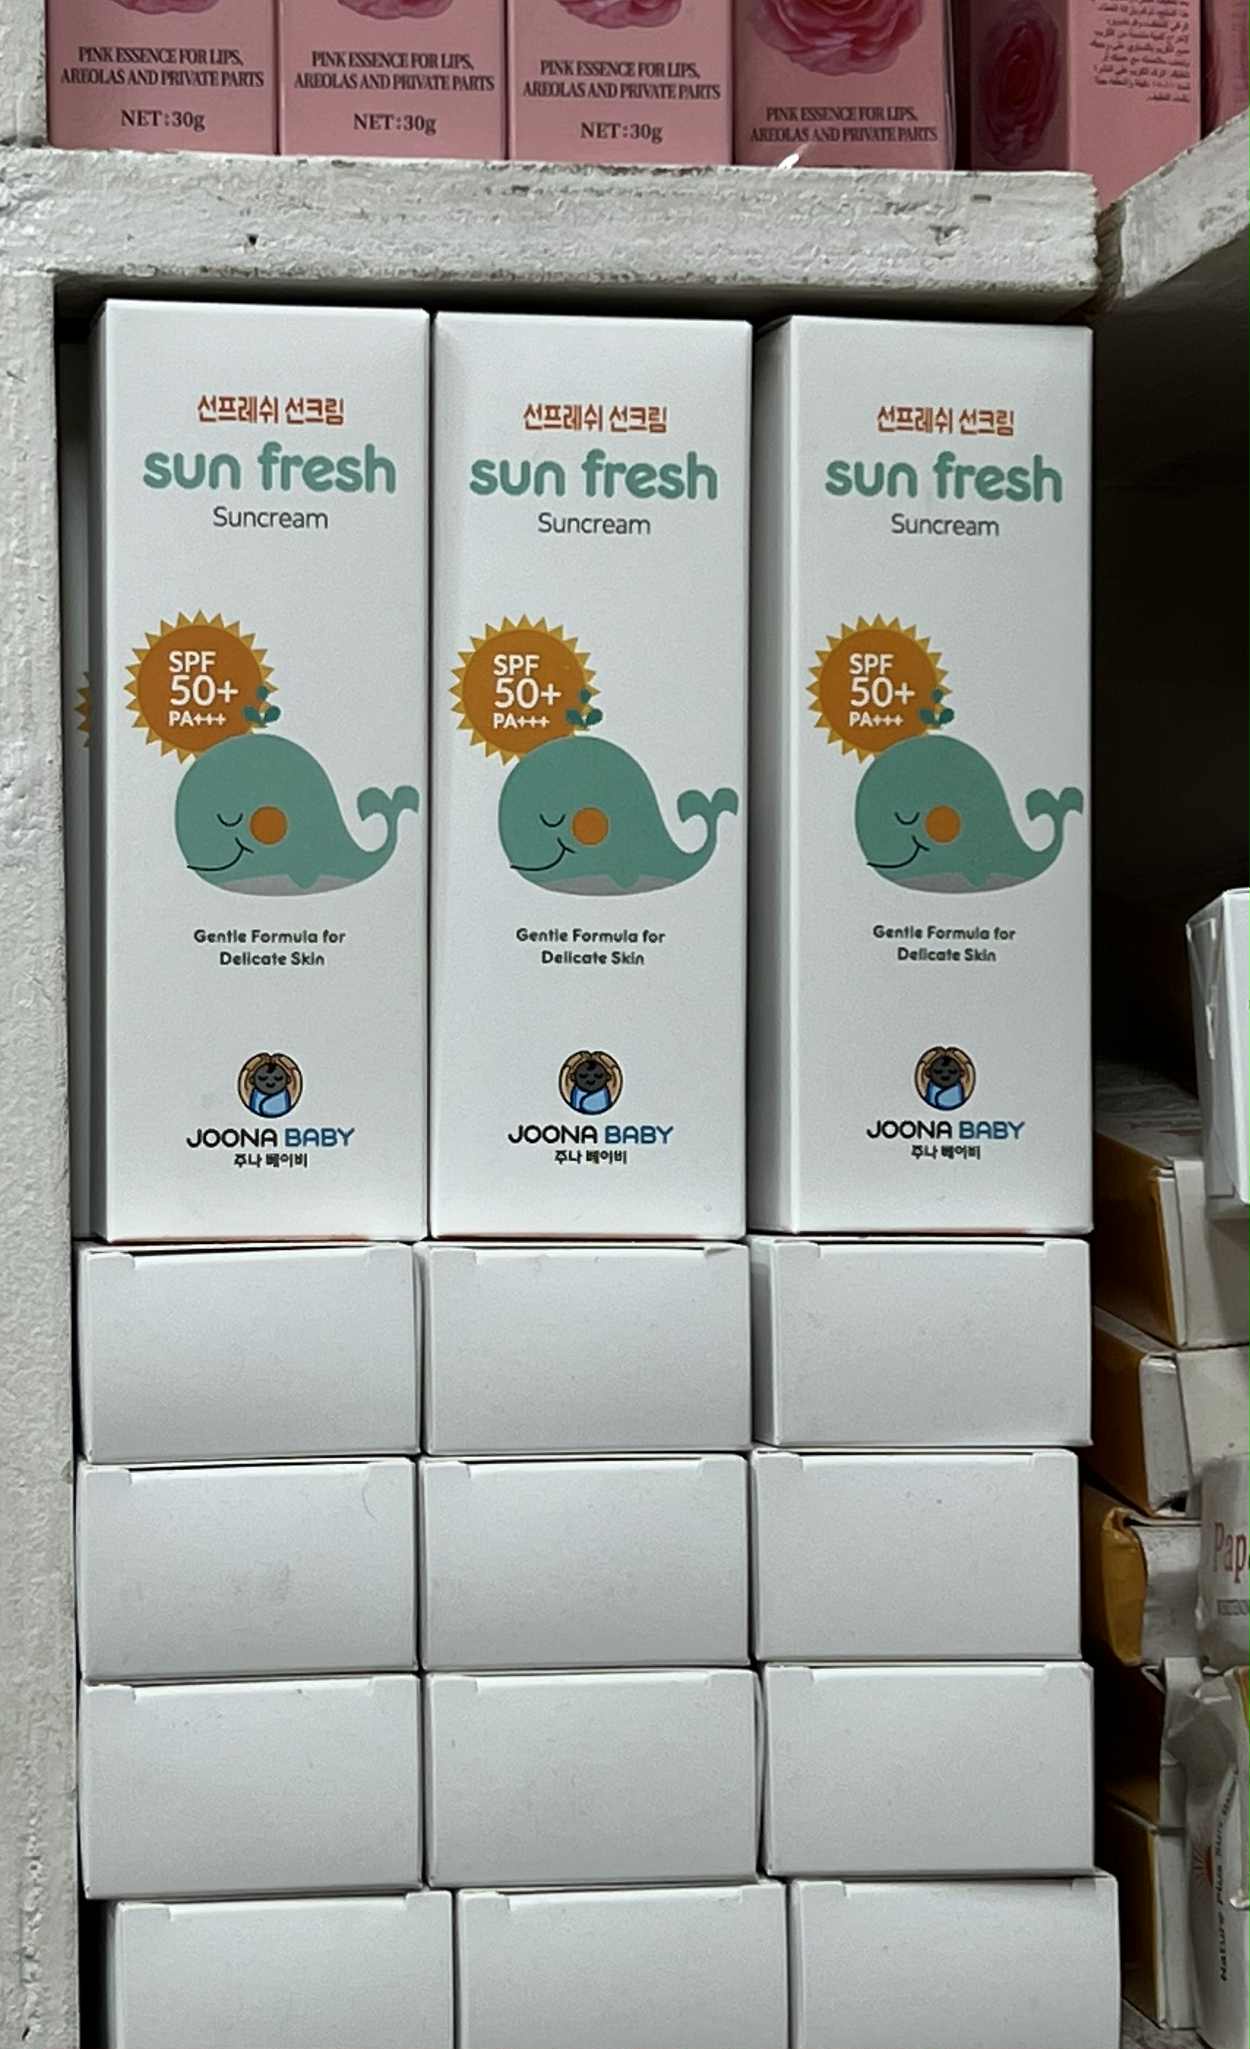 PINK ESSENCE FOR LIPS,
AREOLAS AND PRIVATE PARTS
NET:30g
PINK ESSENCE FOR LIPS,
AREOLAS AND PRIVATE PARTS
NET:30g
PINK ESSENCE FOR LIPS,
AREOLAS AND PRIVATE PARTS
NET:30g
PINK ESSENCE FOR LIPS,
AREOLAS AND PRIVATE PARTS
선프레쉬 선크림
sun fresh
Suncream
SPF
50+
PA+++
Gentle Formula for
Delicate Skin
JOONA BABY
주나 베이비
선프레쉬 선크림
sun fresh
Suncream
SPF
50+
PA+++
Gentle Formula for
Delicate Skin
JOONA BABY
주나 베이비
선프레쉬 선크림
sun fresh
Suncream
SPF
50+
PA+++
Gentle Formula for
Delicate Skin
JOONA BABY
주나 베이비
Nature Plus Sure